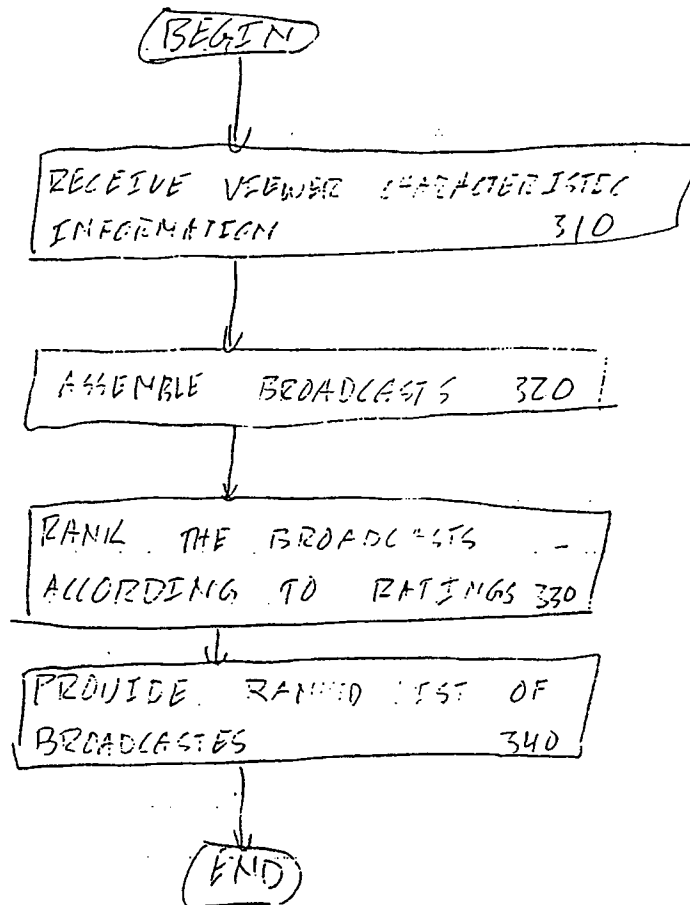 BEGIN
RECEIVE VIEWER CHARACTERISTIC
INFORMATION 310
ASSEMBLE BROADCASTS 320
RANK THE BROADCASTS
ACCORDING TO RATINGS 330
PROVIDE RANKED LIST OF
BROADCASTES 340
END